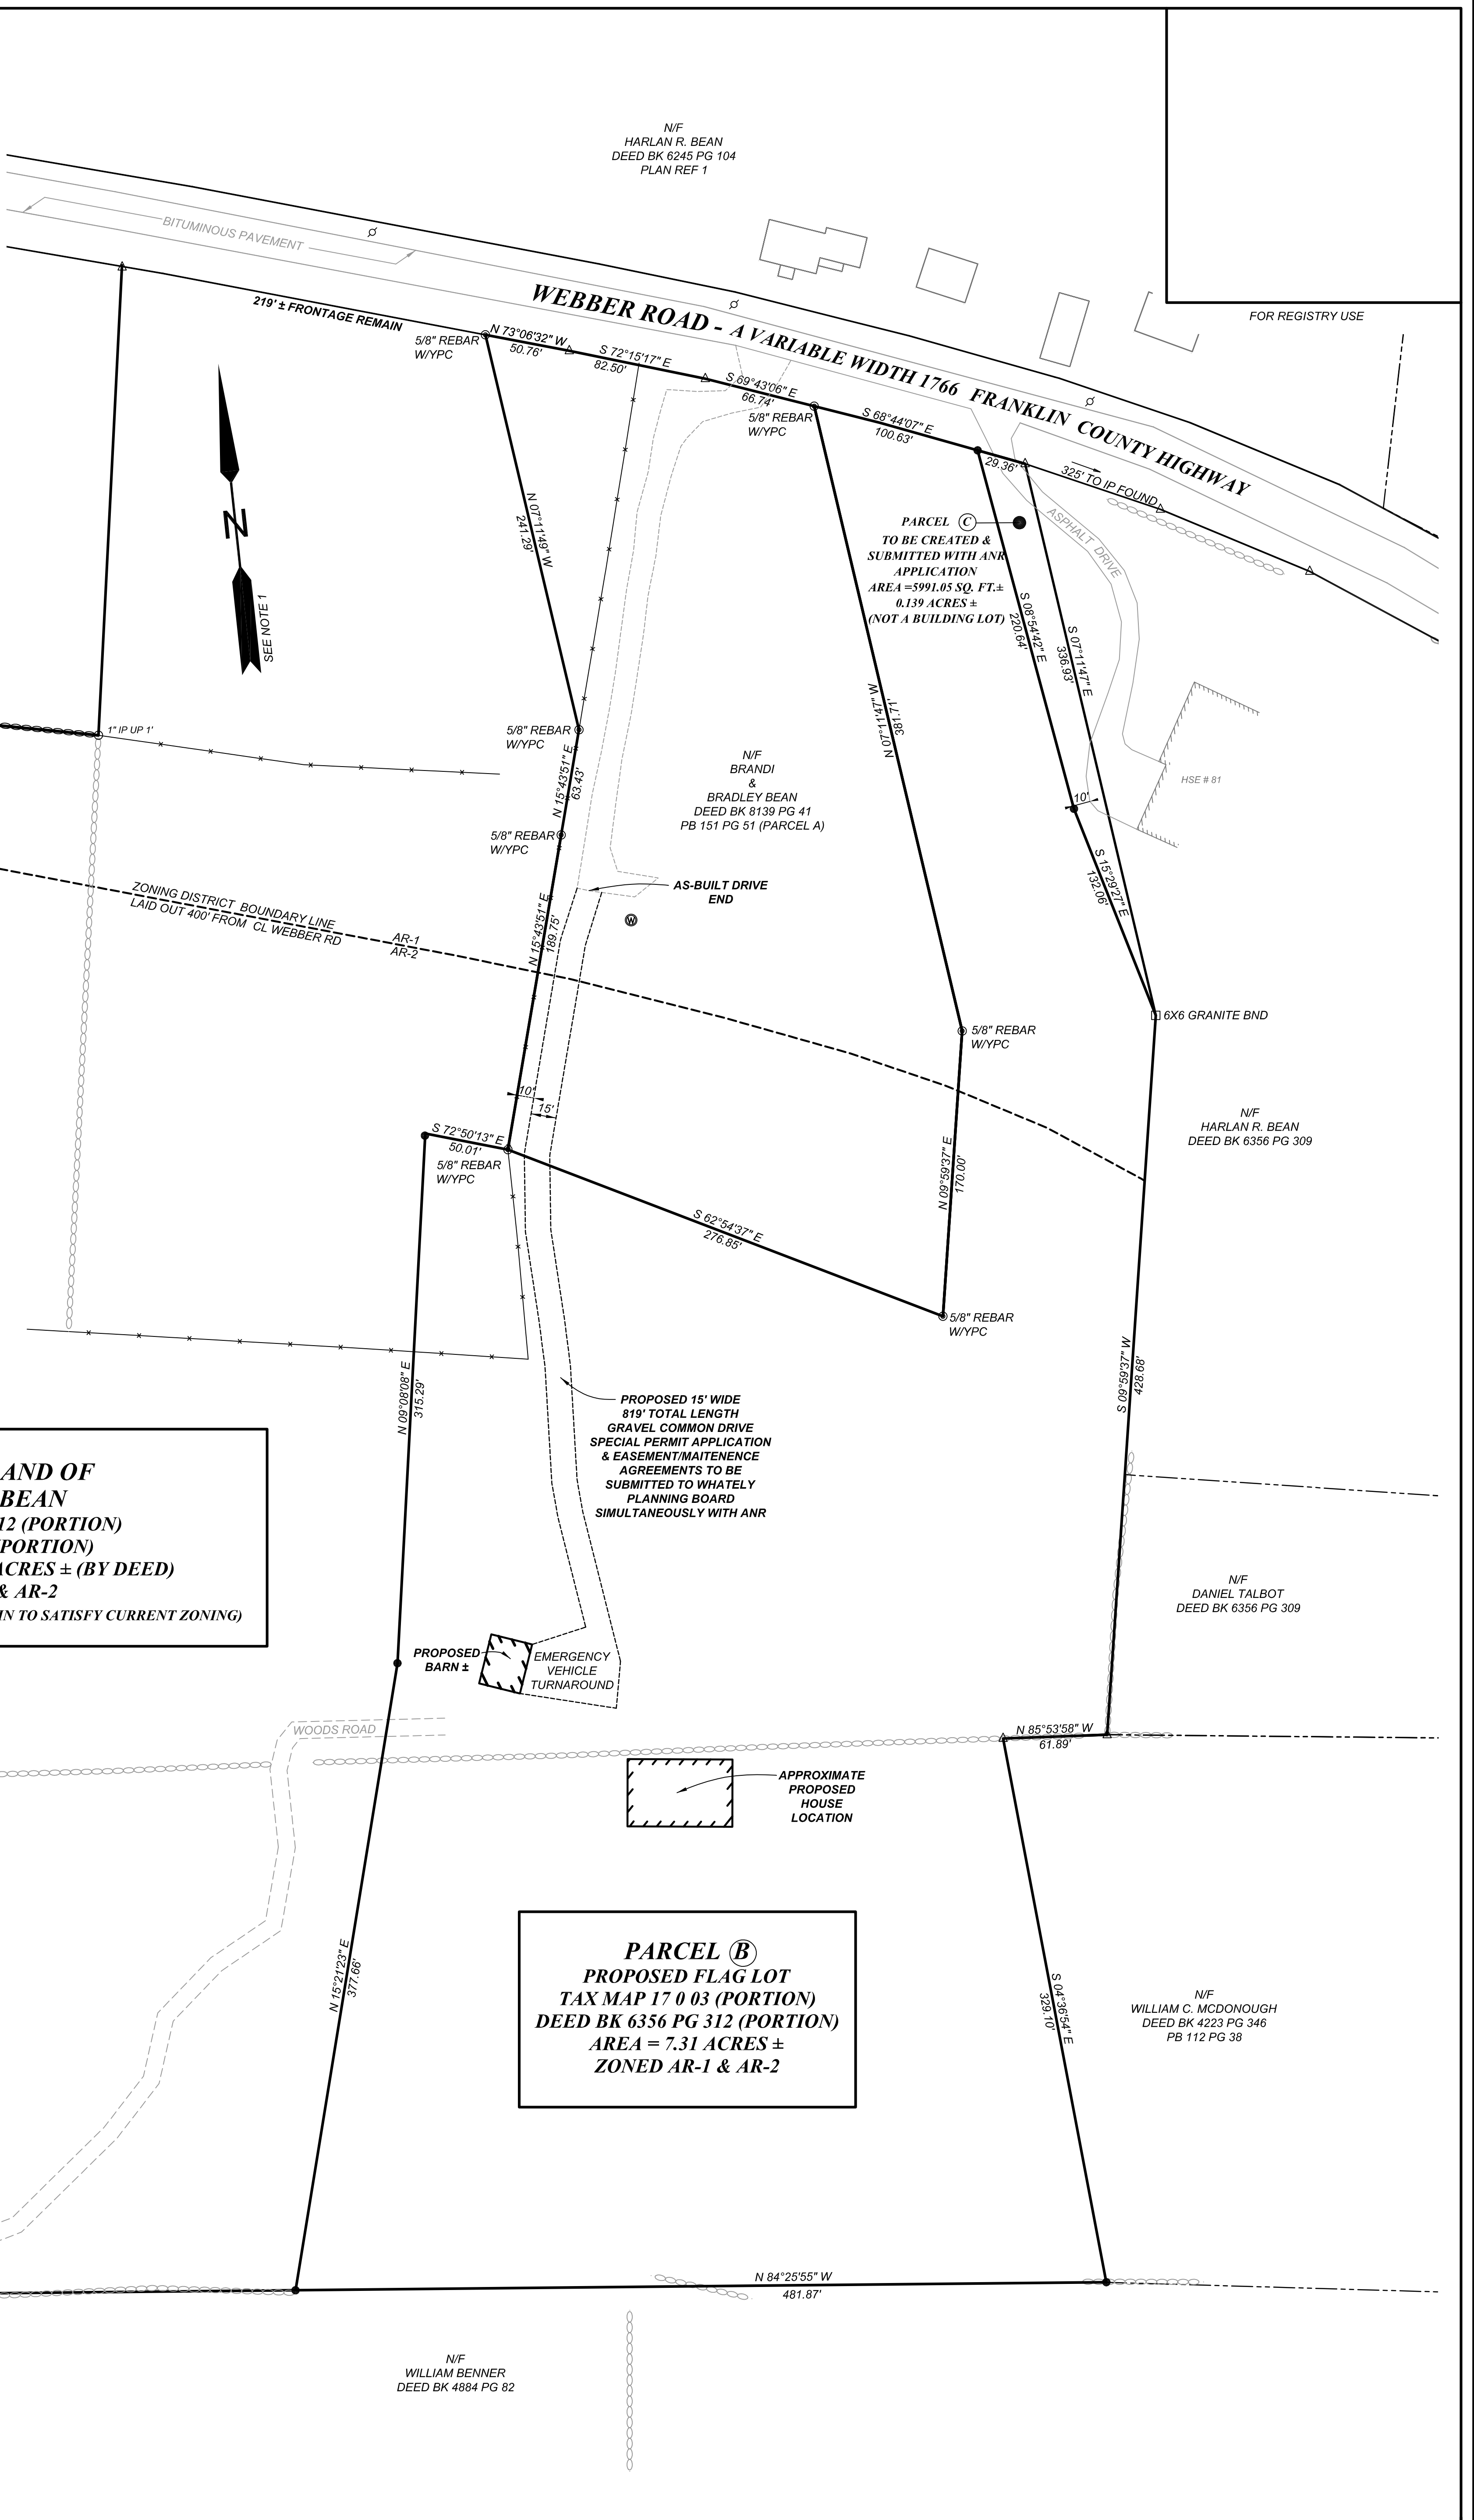 N/F
HARLAN R. BEAN
DEED BK 6245 PG 104
PLAN REF 1
FOR REGISTRY USE
BITUMINOUS PAVEMENT
219' ± FRONTAGE REMAIN
WEBBER ROAD - A VARIABLE WIDTH 1766 FRANKLIN COUNTY HIGHWAY
5/8" REBAR
W/YPC
N 73°06'32" W
50.76'
S 72°15'17" E
82.50'
S 69°43'06" E
66.74'
5/8" REBAR
W/YPC
S 68°44'07" E
100.63'
29.36'
325' TO IP FOUND
ASPHALT DRIVE
PARCEL C
TO BE CREATED &
SUBMITTED WITH ANR
APPLICATION
AREA =5991.05 SQ. FT.±
0.139 ACRES ±
(NOT A BUILDING LOT)
N
SEE NOTE 1
N 07°11'49" W
241.29'
S 08°54'42" E
220.64'
S 07°11'47" E
336.93'
N 07°11'47" W
381.71'
1" IP UP 1'
5/8" REBAR
W/YPC
N 15°43'51" E
63.43'
N/F
BRANDI
&
BRADLEY BEAN
DEED BK 8139 PG 41
PB 151 PG 51 (PARCEL A)
HSE # 81
10'
5/8" REBAR
W/YPC
S 15°29'27" E
132.06'
AS-BUILT DRIVE
END
W
ZONING DISTRICT BOUNDARY LINE
LAID OUT 400' FROM CL WEBBER RD
AR-1
AR-2
N 15°43'51" E
189.75'
6X6 GRANITE BND
5/8" REBAR
W/YPC
10'
15'
N/F
HARLAN R. BEAN
DEED BK 6356 PG 309
S 72°50'13" E
50.01'
5/8" REBAR
W/YPC
N 09°59'37" E
170.00'
S 62°54'37" E
276.85'
5/8" REBAR
W/YPC
S 09°59'37" W
428.68'
N 09°08'08" E
315.29'
PROPOSED 15' WIDE
819' TOTAL LENGTH
GRAVEL COMMON DRIVE
SPECIAL PERMIT APPLICATION
& EASEMENT/MAITENENCE
AGREEMENTS TO BE
SUBMITTED TO WHATELY
PLANNING BOARD
SIMULTANEOUSLY WITH ANR
AND OF
BEAN
12 (PORTION)
(PORTION)
ACRES ± (BY DEED)
& AR-2
IN TO SATISFY CURRENT ZONING)
N/F
DANIEL TALBOT
DEED BK 6356 PG 309
PROPOSED
BARN ±
EMERGENCY
VEHICLE
TURNAROUND
WOODS ROAD
N 85°53'58" W
61.89'
APPROXIMATE
PROPOSED
HOUSE
LOCATION
PARCEL B
PROPOSED FLAG LOT
TAX MAP 17 0 03 (PORTION)
DEED BK 6356 PG 312 (PORTION)
AREA = 7.31 ACRES ±
ZONED AR-1 & AR-2
N 15°21'23" E
377.66'
S 04°36'54" E
329.10'
N/F
WILLIAM C. MCDONOUGH
DEED BK 4223 PG 346
PB 112 PG 38
N 84°25'55" W
481.87'
N/F
WILLIAM BENNER
DEED BK 4884 PG 82